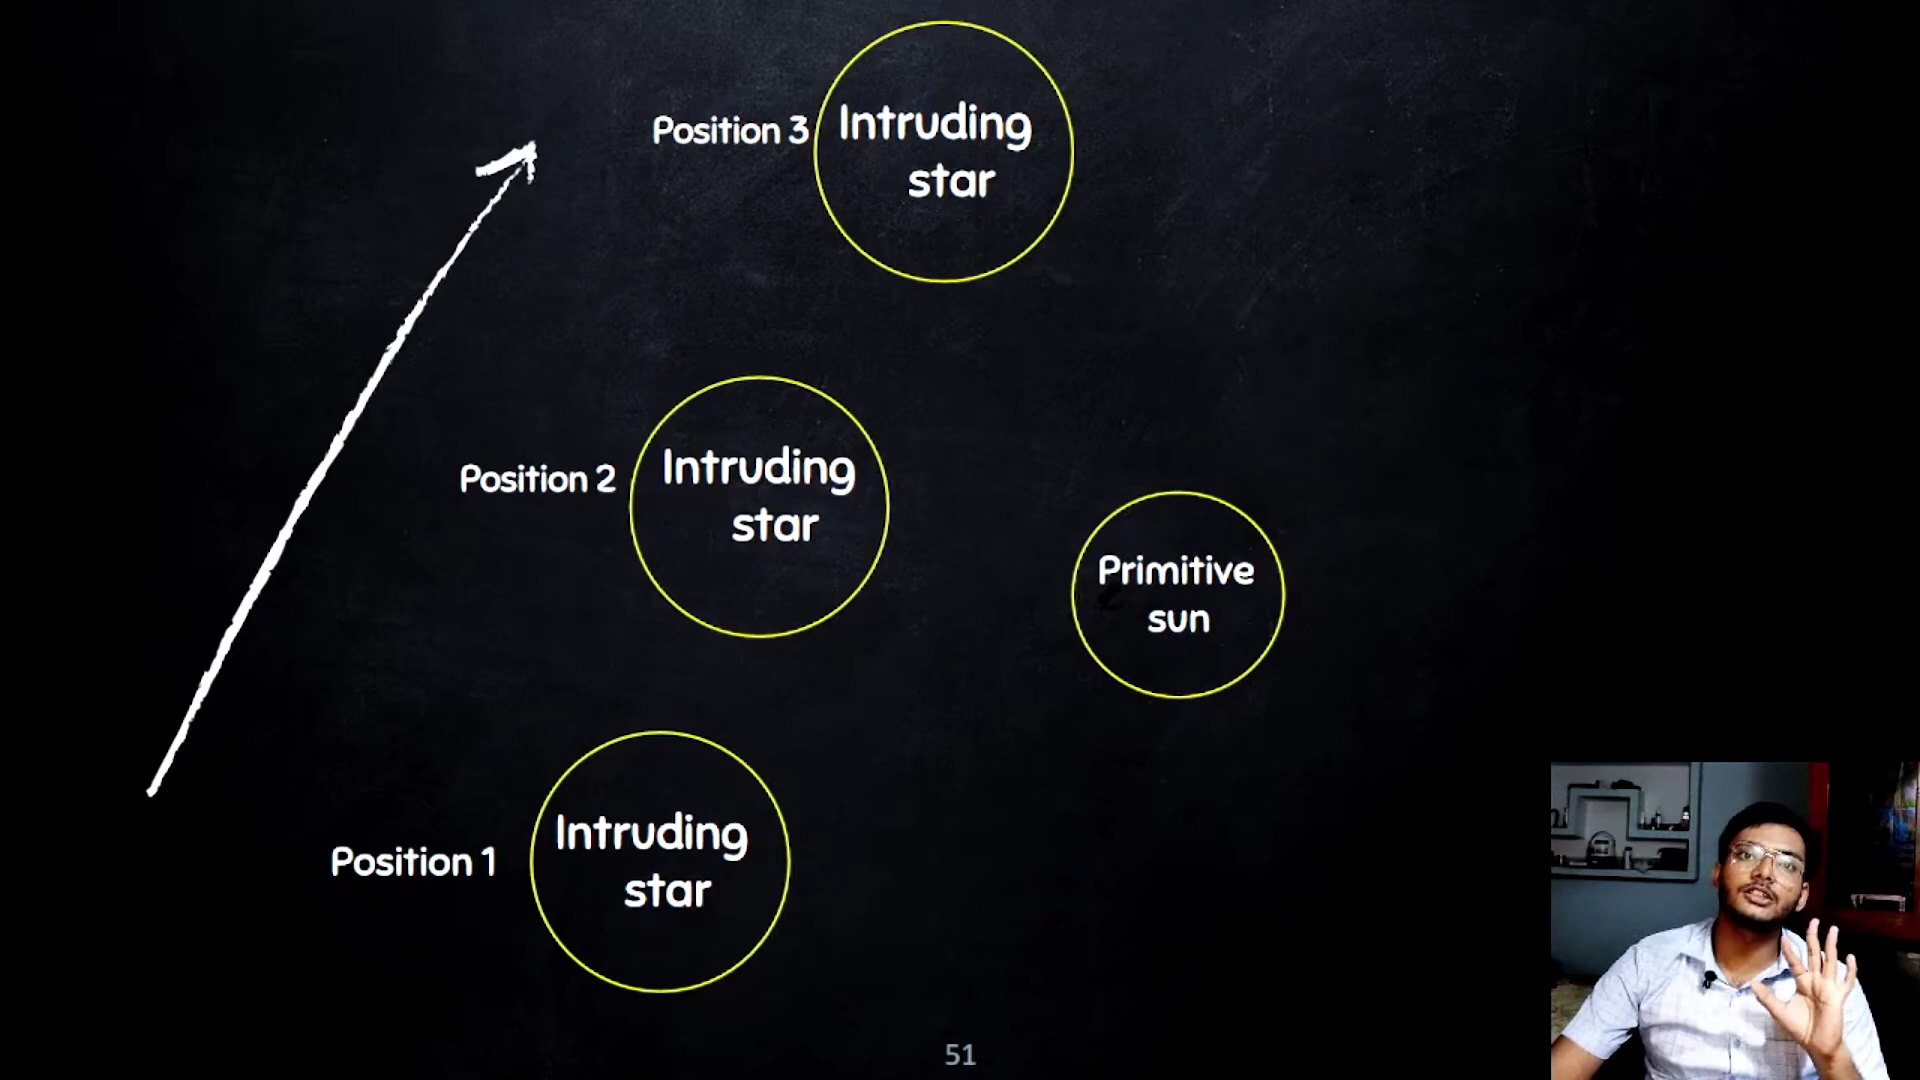 Position 3
Intruding
star
Position 2
Intruding
star
Primitive
sun
Position 1
Intruding
star
51